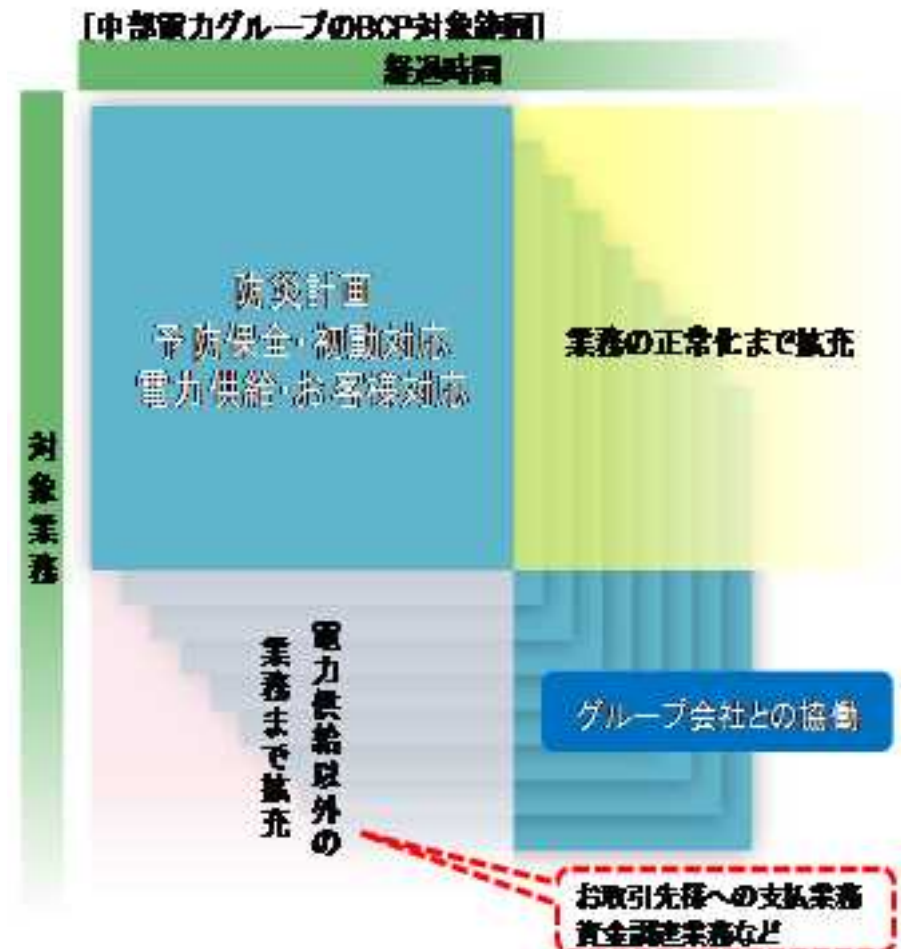 [中部電力グループのBCP対象範囲]
経過時間
対象業務
防災計画
予防保全・初動対応
電力供給・お客様対応
業務の正常化まで拡充
電力供給以外の
業務まで拡充
グループ会社との協働
お取引先様への支払業務
資金調達業務など